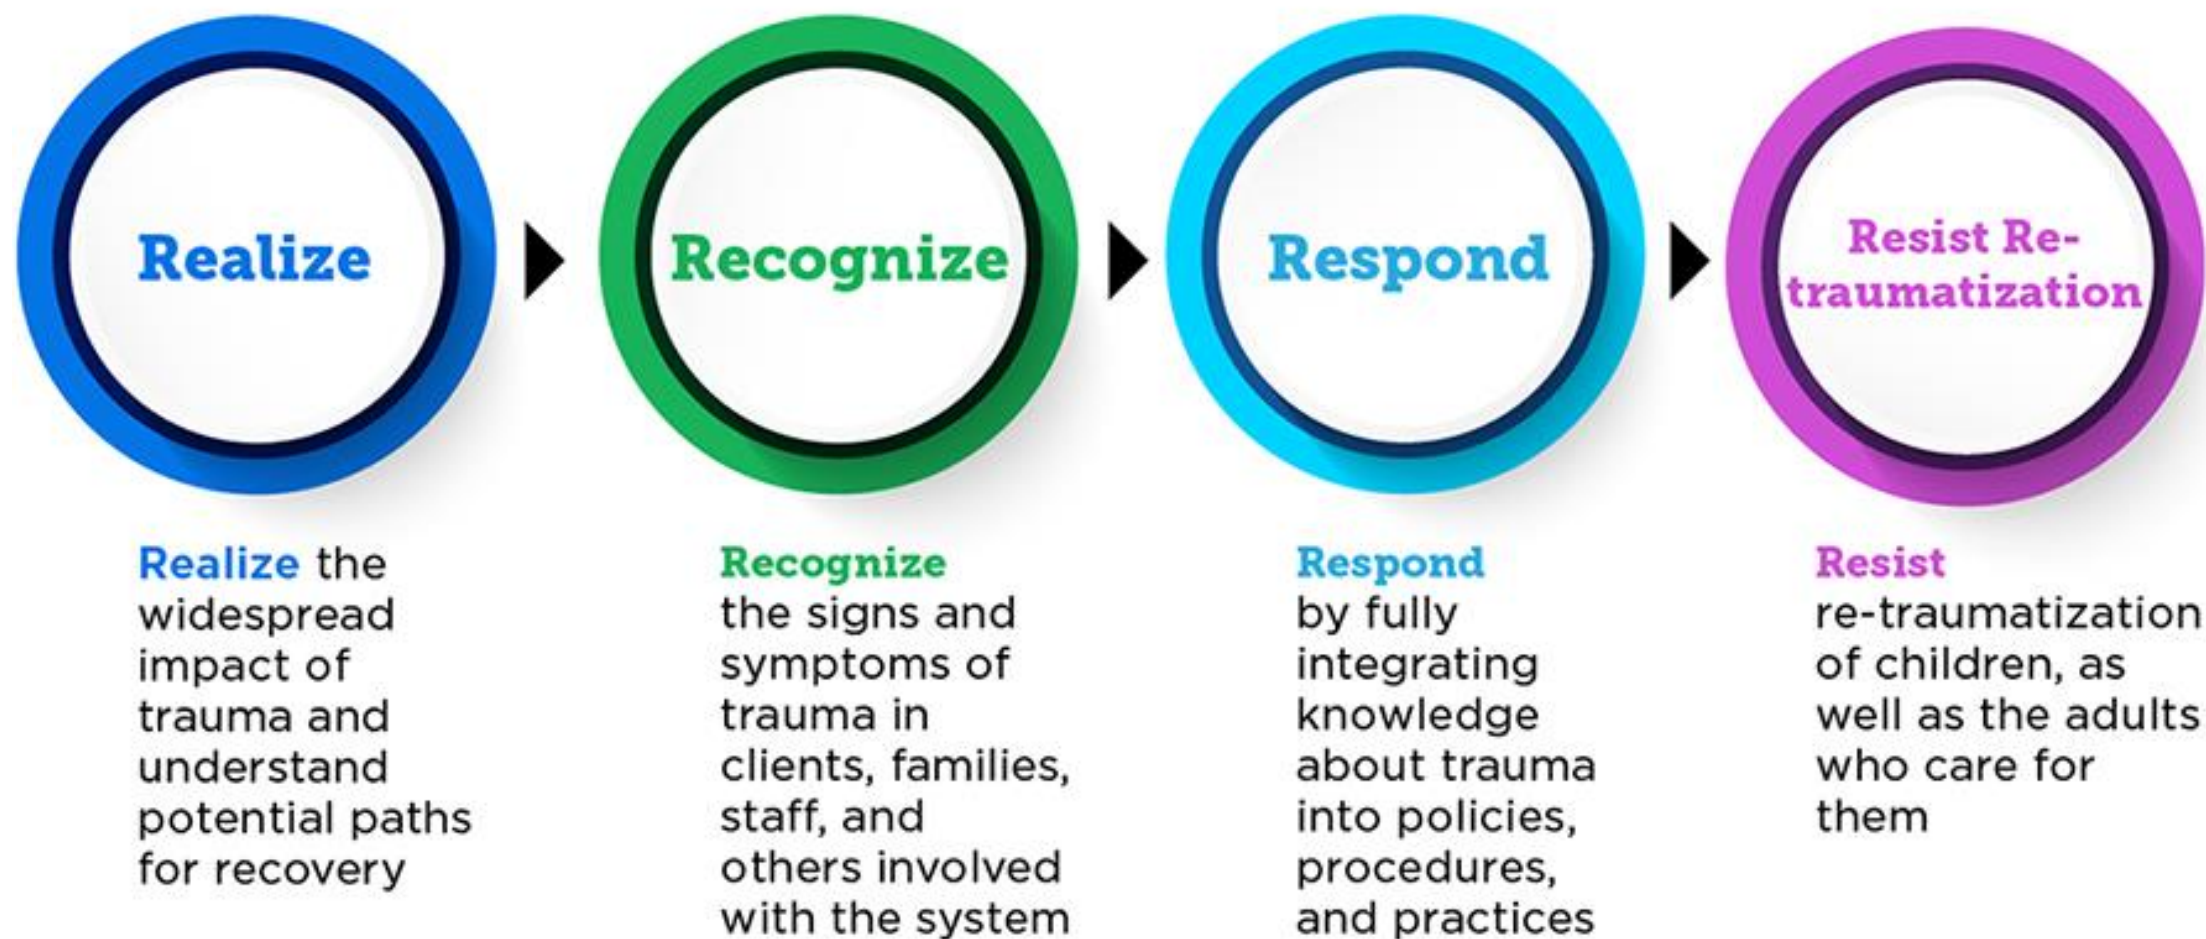 Realize
Recognize
Respond
Resist Re-
traumatization
Realize the
widespread
impact of
trauma and
understand
potential paths
for recovery
Recognize
the signs and
symptoms of
trauma in
clients, families,
staff, and
others involved
with the system
Respond
by fully
integrating
knowledge
about trauma
into policies,
procedures,
and practices
Resist
re-traumatization
of children, as
well as the adults
who care for
them